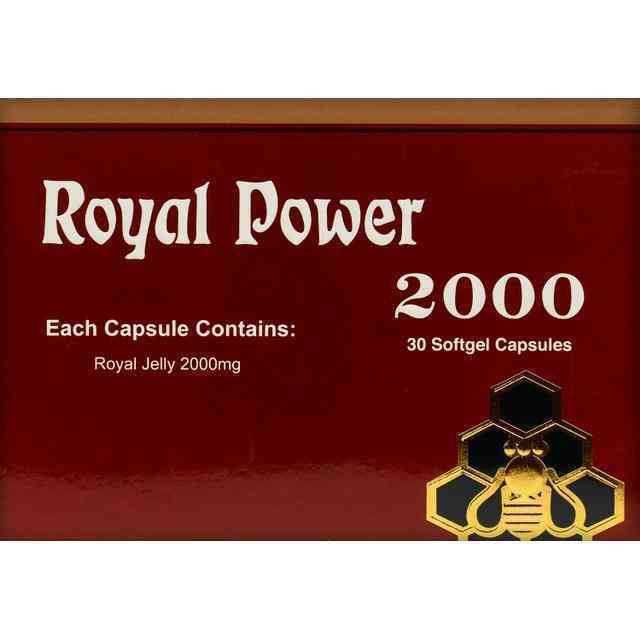 Royal Power
2000
Each Capsule Contains:
30 Softgel Capsules
Royal Jelly 2000mg